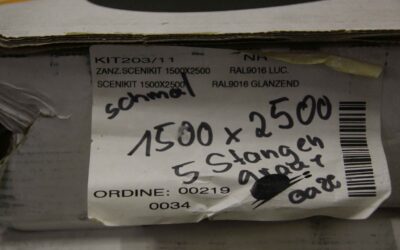 KIT203/11 NR
ZANZ.SCENIKIT 1500X2500 RAL9016 LUC.
SCENIKIT 1500X2500 RAL9016 GLANZEND
schmal
1500 x 2500
5 Stangen
ORDINE: 00219
0034